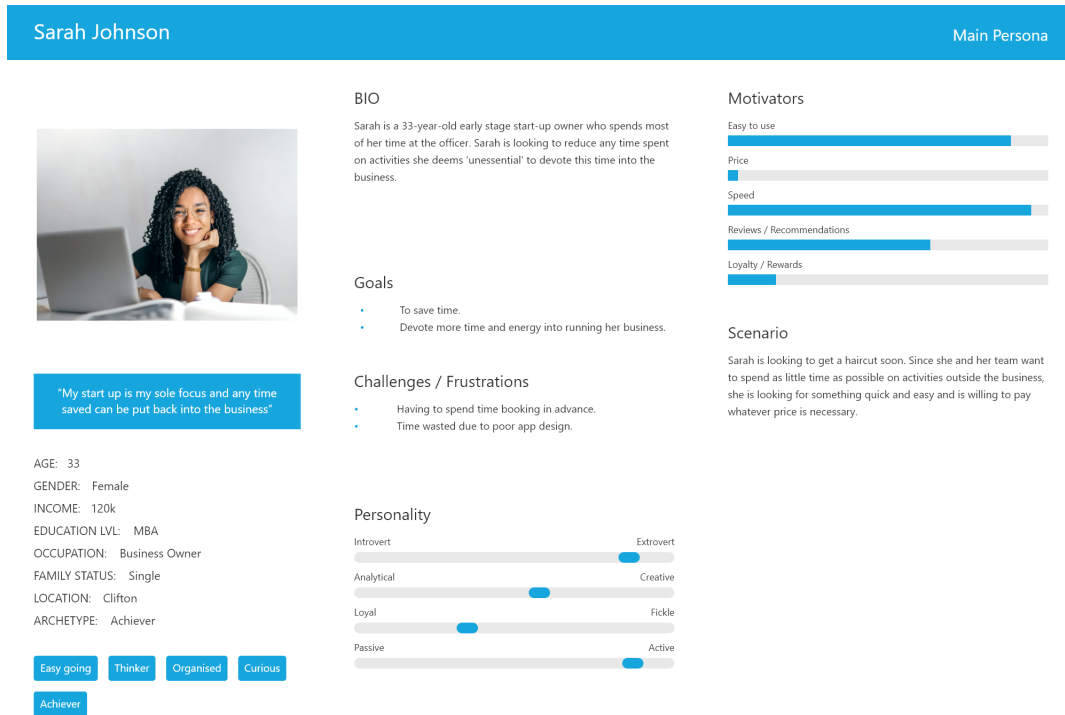 Sarah Johnson
Main Persona
“My start up is my sole focus and any time
saved can be put back into the business”
AGE: 33
GENDER: Female
INCOME: 120k
EDUCATION LVL: MBA
OCCUPATION: Business Owner
FAMILY STATUS: Single
LOCATION: Clifton
ARCHETYPE: Achiever
Easy going Thinker Organised Curious
Achiever
BIO
Sarah is a 33-year-old early stage start-up owner who spends most
of her time at the officer. Sarah is looking to reduce any time spent
on activities she deems ‘unessential’ to devote this time into the
business.
Goals
• To save time.
• Devote more time and energy into running her business.
Challenges / Frustrations
• Having to spend time booking in advance.
• Time wasted due to poor app design.
Personality
Introvert Extrovert
Analytical Creative
Loyal Fickle
Passive Active
Motivators
Easy to use
Price
Speed
Reviews / Recommendations
Loyalty / Rewards
Scenario
Sarah is looking to get a haircut soon. Since she and her team want
to spend as little time as possible on activities outside the business,
she is looking for something quick and easy and is willing to pay
whatever price is necessary.